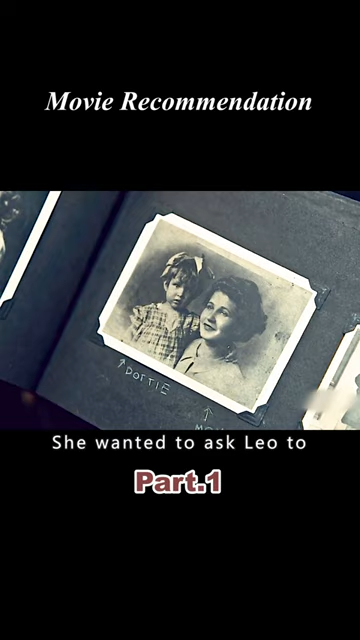 Movie Recommendation
↑DOTTIE
↑
She wanted to ask Leo to
Part.1